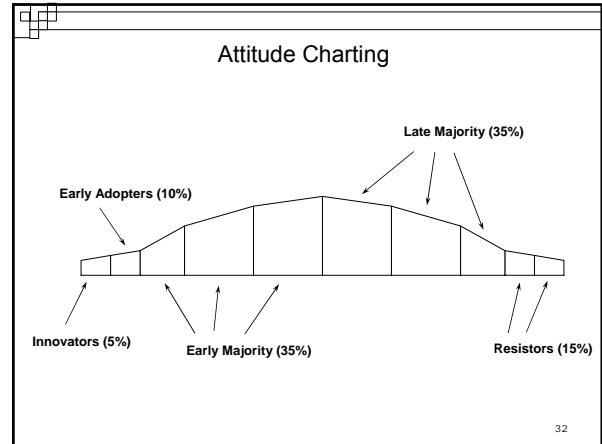 Attitude Charting
Late Majority (35%)
Early Adopters (10%)
Innovators (5%)
Early Majority (35%)
Resistors (15%)
32